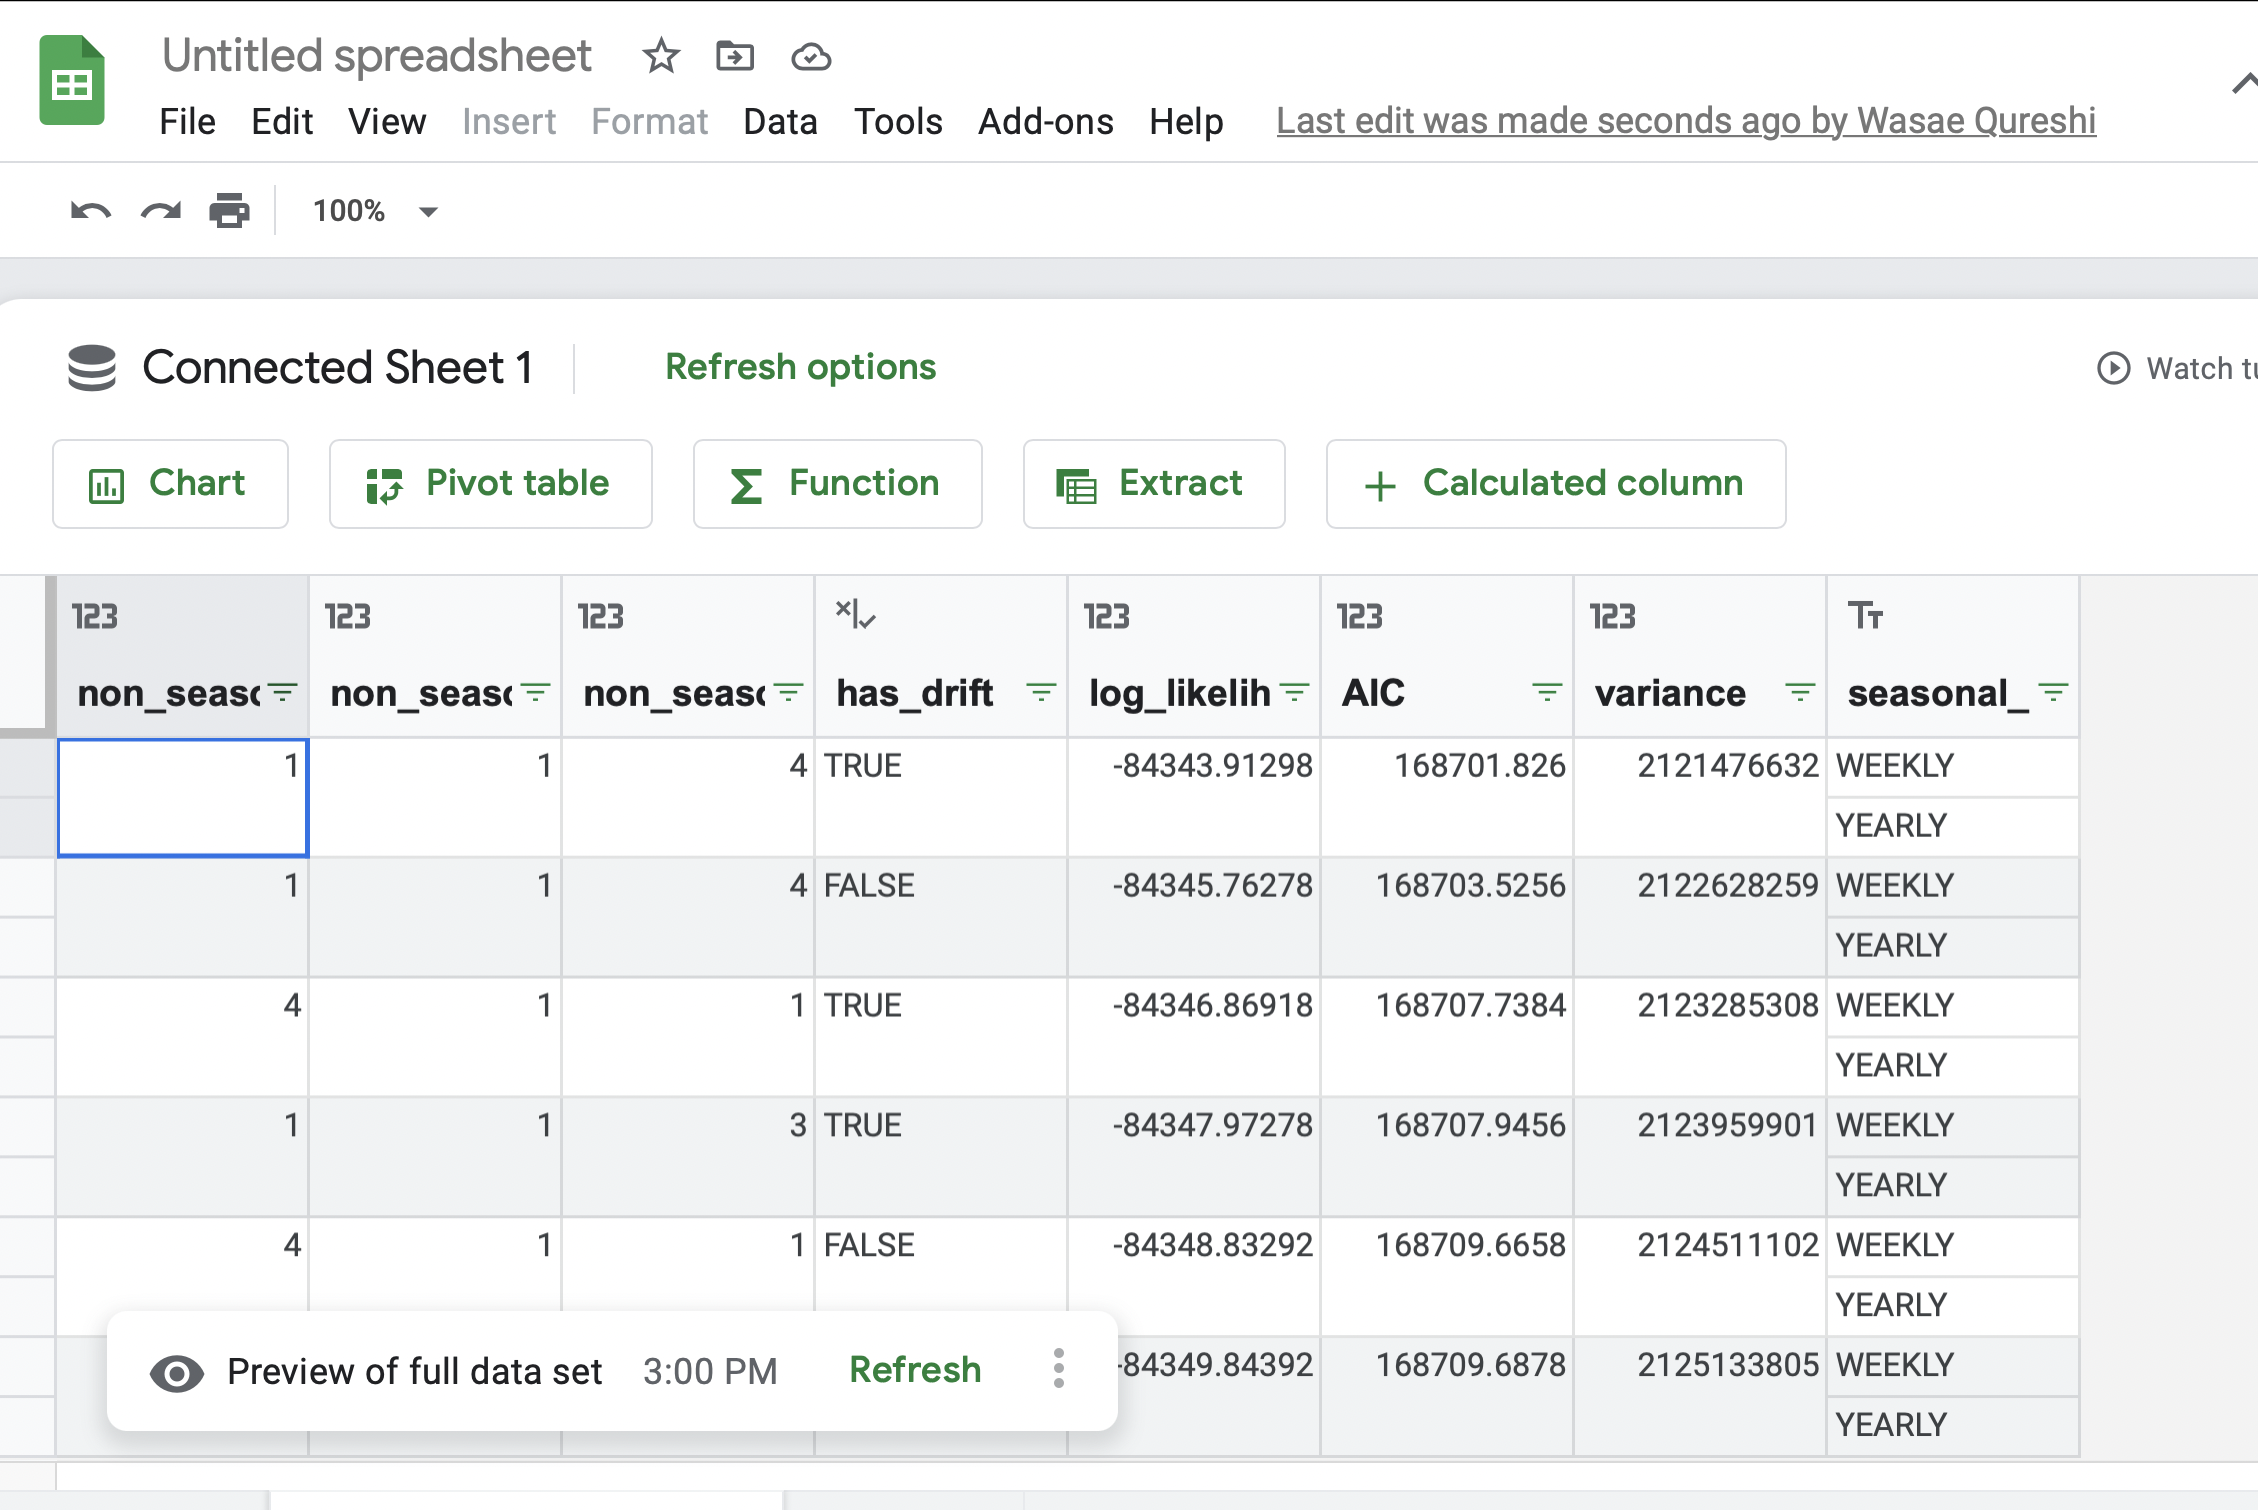 Untitled spreadsheet
File Edit View Insert Format Data Tools Add-ons Help Last edit was made seconds ago by Wasae Qureshi
100%
Connected Sheet 1 Refresh options Watch
Chart Pivot table Function Extract + Calculated column
123 123 123 123 123 123 Tт
non_seaso non_seaso non_seaso has_drift log_likelih AIC variance seasonal_
1 1 4 TRUE -84343.91298 168701.826 2121476632 WEEKLY
YEARLY
1 1 4 FALSE -84345.76278 168703.5256 2122628259 WEEKLY
YEARLY
4 1 1 TRUE -84346.86918 168707.7384 2123285308 WEEKLY
YEARLY
1 1 3 TRUE -84347.97278 168707.9456 2123959901 WEEKLY
YEARLY
4 1 1 FALSE -84348.83292 168709.6658 2124511102 WEEKLY
YEARLY
-84349.84392 168709.6878 2125133805 WEEKLY
Preview of full data set 3:00 PM Refresh
YEARLY